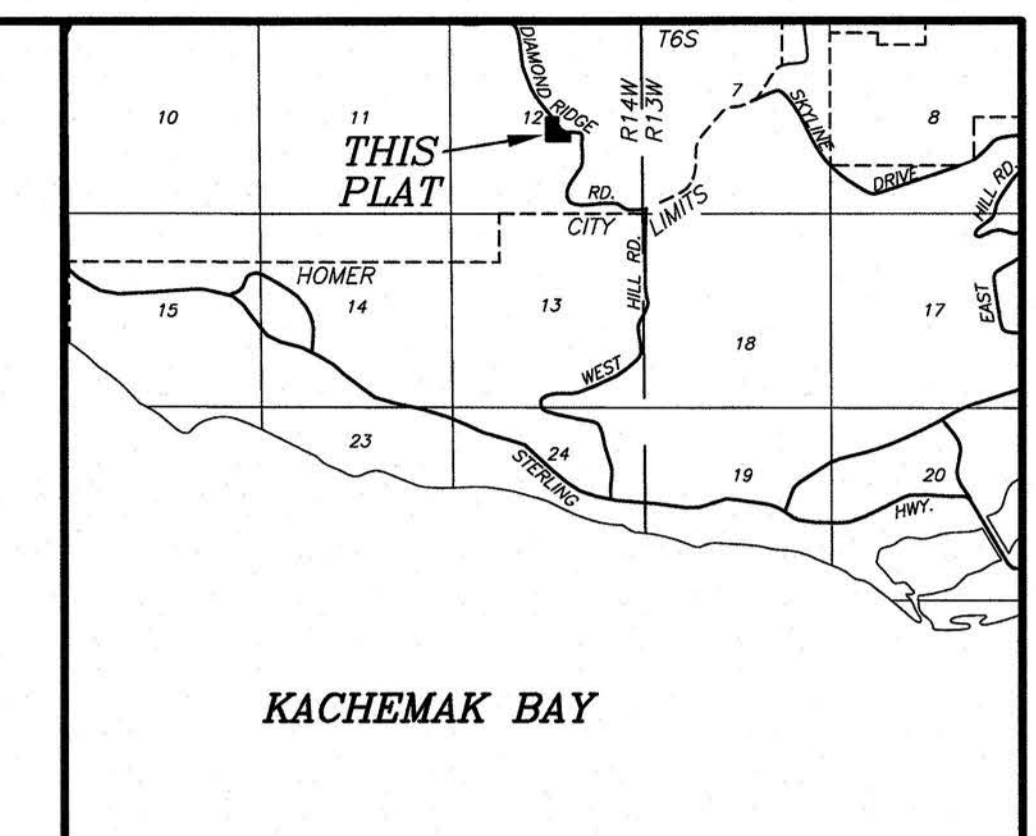 T6S
DIAMOND RIDGE
RD.
R14W
R13W
7
SKYLINE
DRIVE
8
10
11
12
THIS
PLAT
HILL RD.
CITY
LIMITS
HOMER
HILL RD.
WEST
EAST
15
14
13
18
17
23
24
19
20
STERLING
HWY.
KACHEMAK BAY